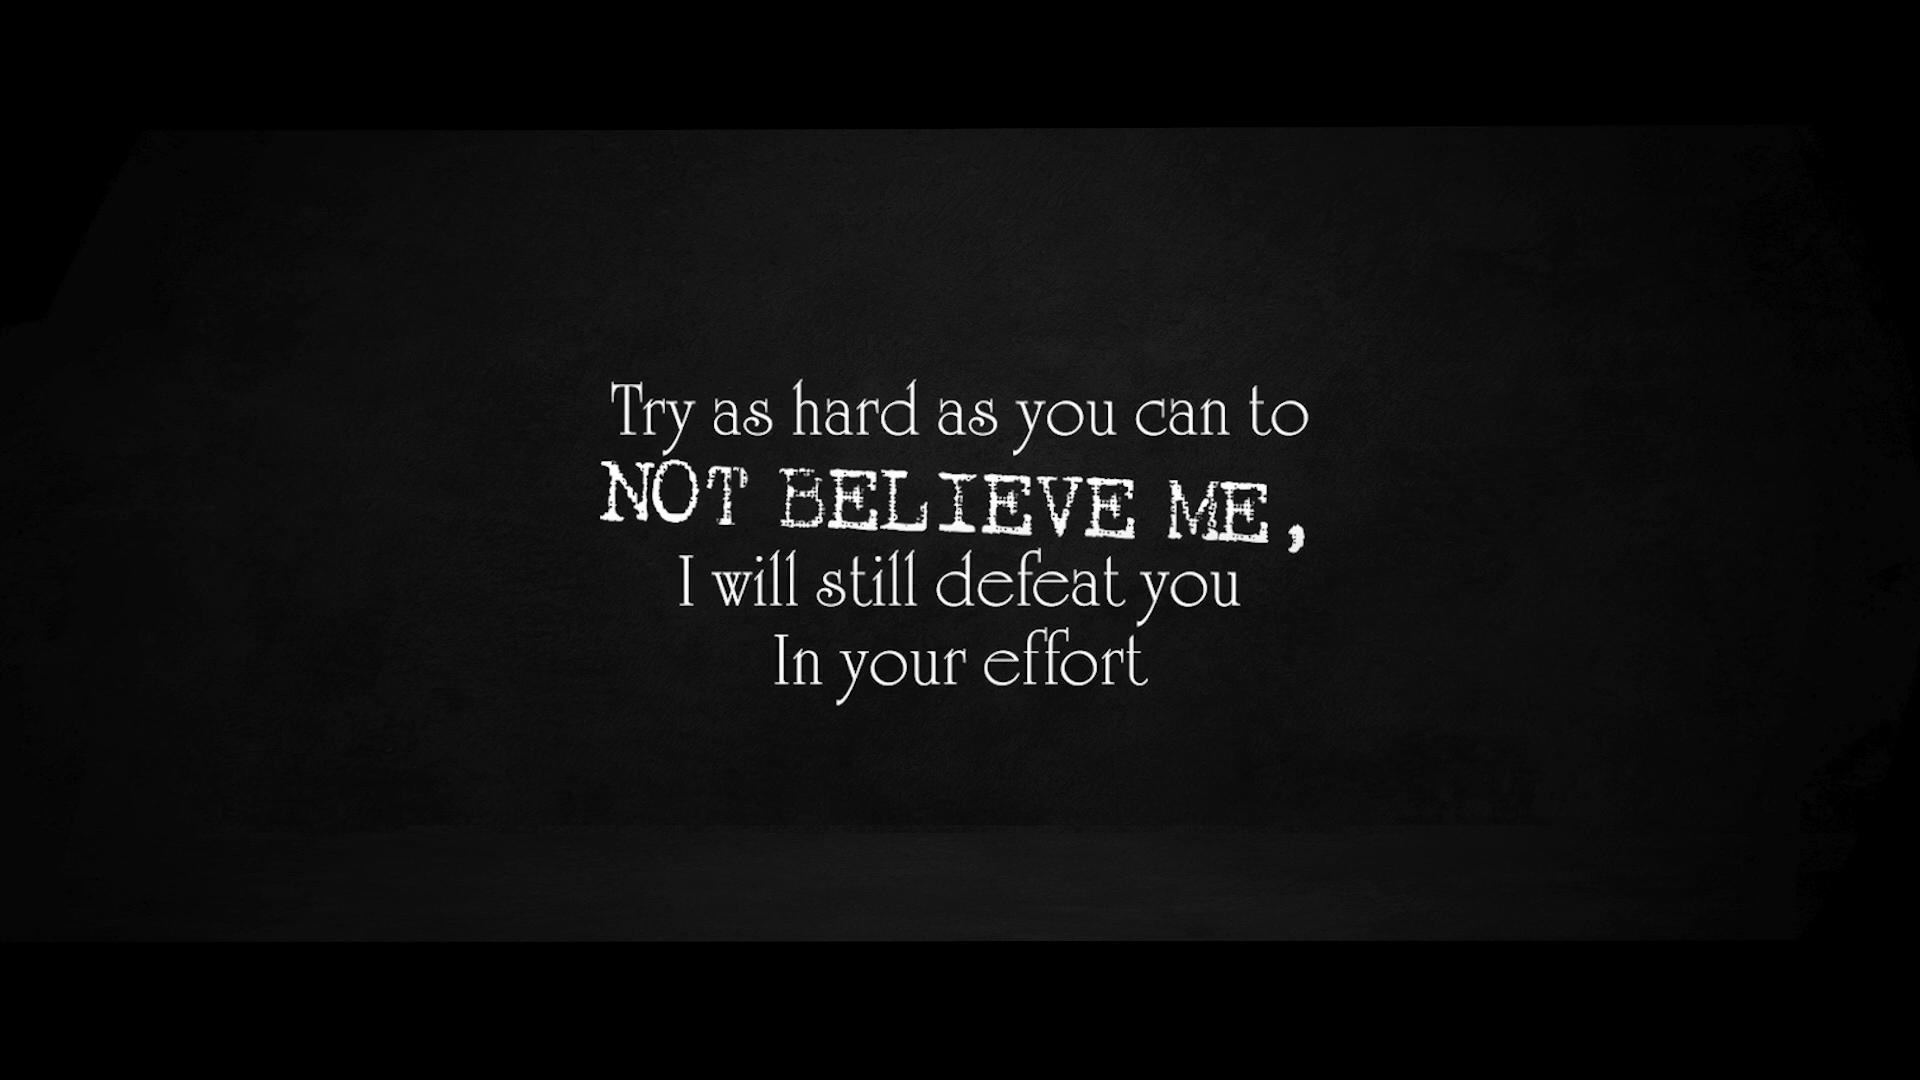 Try as hard as you can to
NOT BELIEVE ME,
I will still defeat you
In your effort